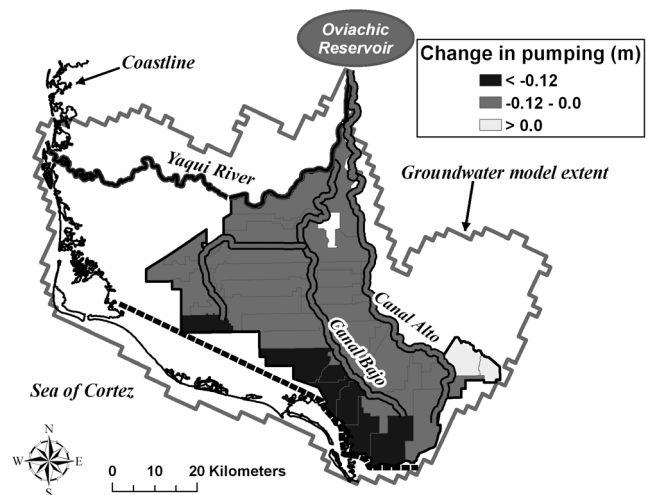 Oviachic
Reservoir
Change in pumping (m)
< -0.12
-0.12 - 0.0
> 0.0
Coastline
Yaqui River
Groundwater model extent
Canal Alto
Canal Bajo
Sea of Cortez
N
W E
S
0 10 20 Kilometers